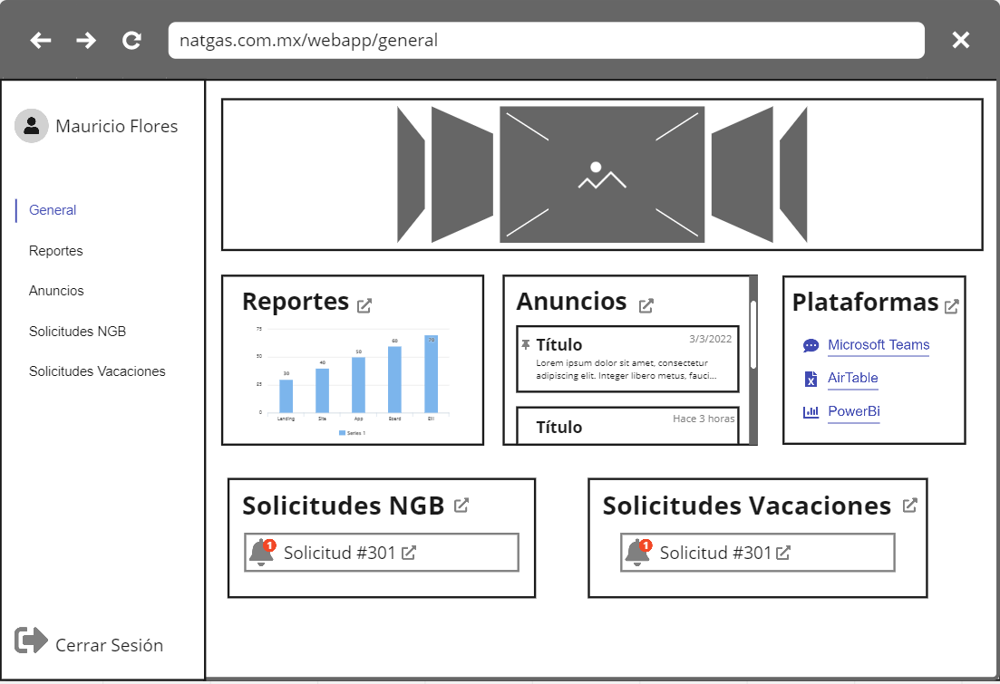 natgas.com.mx/webapp/general
Mauricio Flores
General
Reportes
Anuncios
Solicitudes NGB
Solicitudes Vacaciones
Cerrar Sesión
Reportes
75
50
25
0
30
40
50
60
70
Landing
Site
App
Board
Series 1
Anuncios
Título
3/3/2022
Lorem ipsum dolor sit amet, consectetur
adipiscing elit. Integer libero metus, fauci...
Título
Hace 3 horas
Plataformas
Microsoft Teams
AirTable
PowerBi
Solicitudes NGB
1
Solicitud #301
Solicitudes Vacaciones
1
Solicitud #301